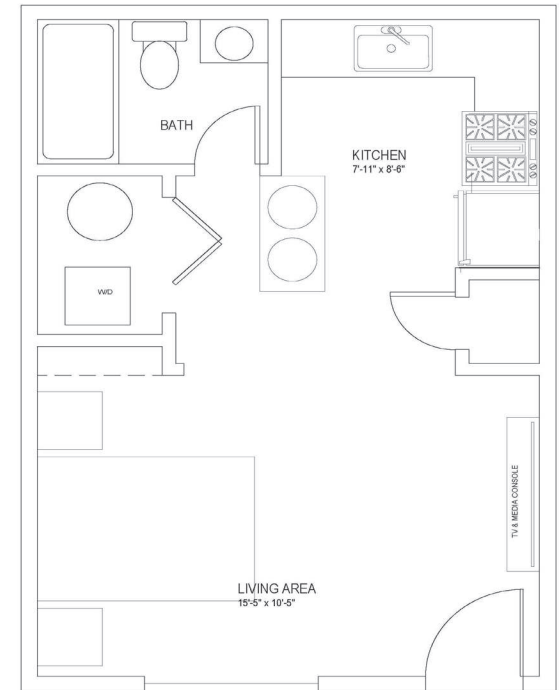 BATH
KITCHEN
7'-11" x 8'-6"
W/D
TV & MEDIA CONSOLE
LIVING AREA
15'-5" x 10'-5"